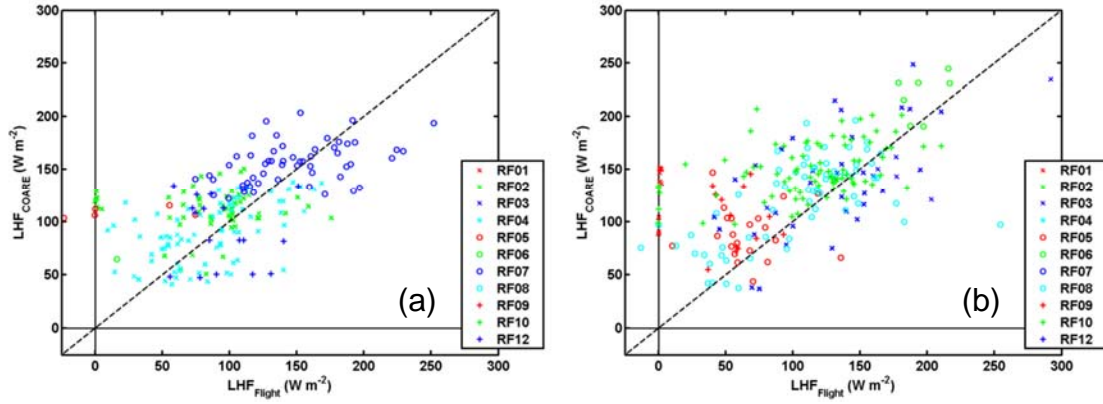 300
250
200
150
100
50
0
LHF_COARE (W m⁻²)
0 50 100 150 200 250 300
LHF_Flight (W m⁻²)
(a)
RF01
RF02
RF03
RF04
RF05
RF06
RF07
RF08
RF09
RF10
RF12
300
250
200
150
100
50
0
LHF_COARE (W m⁻²)
0 50 100 150 200 250 300
LHF_Flight (W m⁻²)
(b)
RF01
RF02
RF03
RF04
RF05
RF06
RF07
RF08
RF09
RF10
RF12